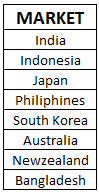 MARKET
India
Indonesia
Japan
Philiphines
South Korea
Australia
Newzealand
Bangladesh